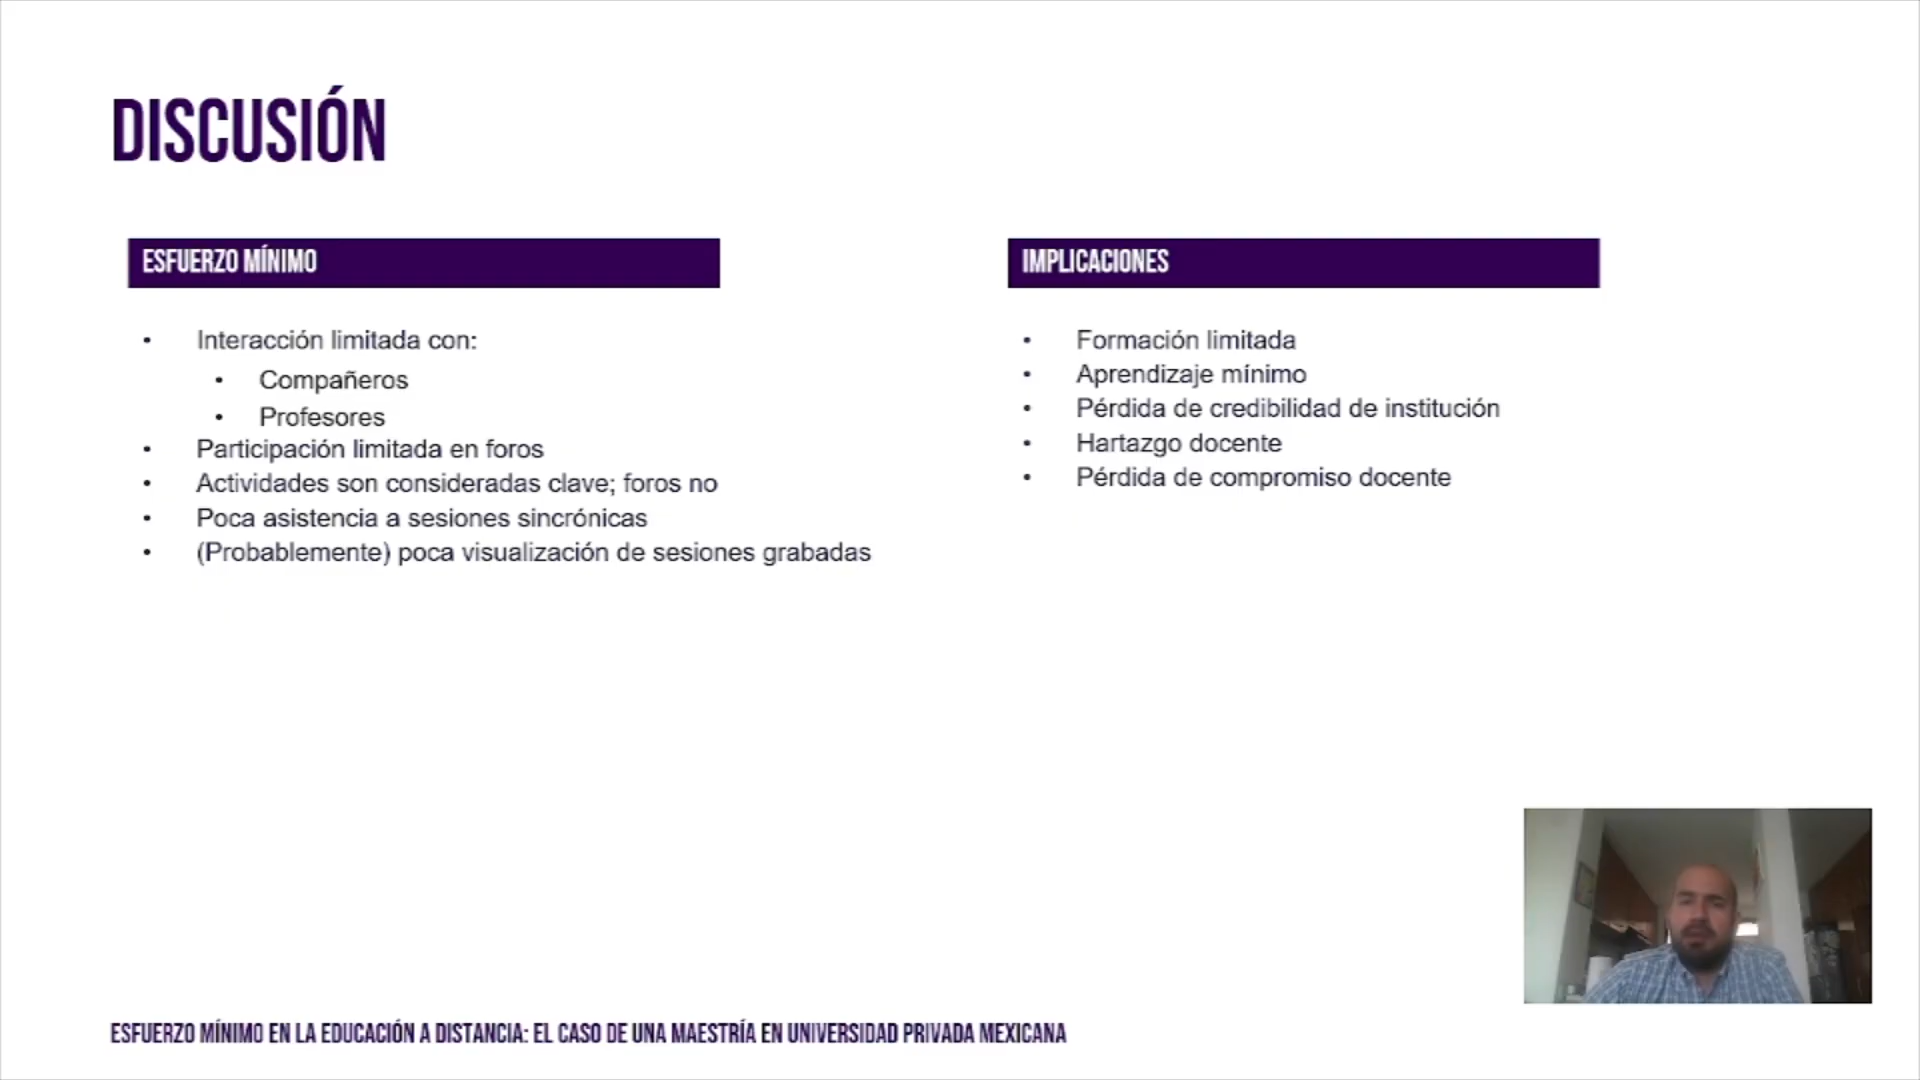 DISCUSIÓN
ESFUERZO MÍNIMO
• Interacción limitada con:
• Compañeros
• Profesores
• Participación limitada en foros
• Actividades son consideradas clave; foros no
• Poca asistencia a sesiones sincrónicas
• (Probablemente) poca visualización de sesiones grabadas
IMPLICACIONES
• Formación limitada
• Aprendizaje mínimo
• Pérdida de credibilidad de institución
• Hartazgo docente
• Pérdida de compromiso docente
ESFUERZO MÍNIMO EN LA EDUCACIÓN A DISTANCIA: EL CASO DE UNA MAESTRÍA EN UNIVERSIDAD PRIVADA MEXICANA